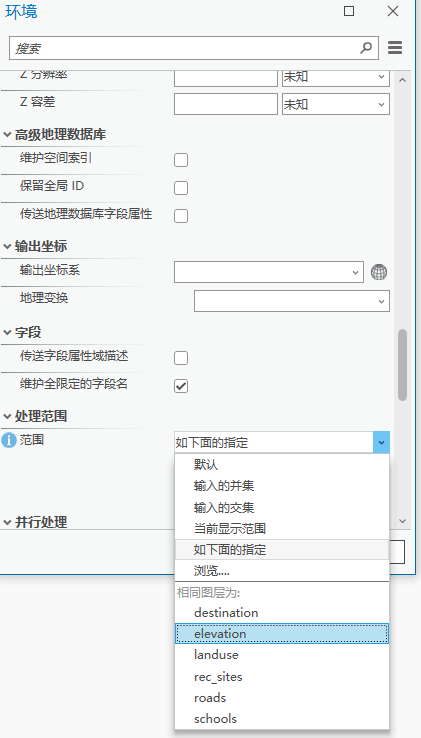 环境
搜索
Z 分辨率
未知
Z 容差
未知
高级地理数据库
维护空间索引
保留全局 ID
传送地理数据库字段属性
输出坐标
输出坐标系
地理变换
字段
传送字段属性域描述
维护全限定的字段名
处理范围
范围
如下面的指定
默认
输入的并集
输入的交集
当前显示范围
并行处理
如下面的指定
浏览....
相同图层为:
destination
elevation
landuse
rec_sites
roads
schools